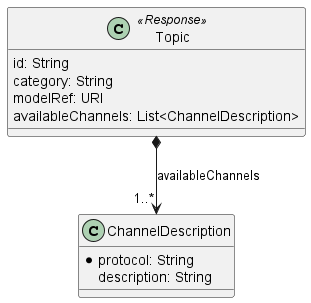 C
«Response»
Topic
id: String
category: String
modelRef: URI
availableChannels: List<ChannelDescription>
availableChannels
1..*
C ChannelDescription
protocol: String
description: String